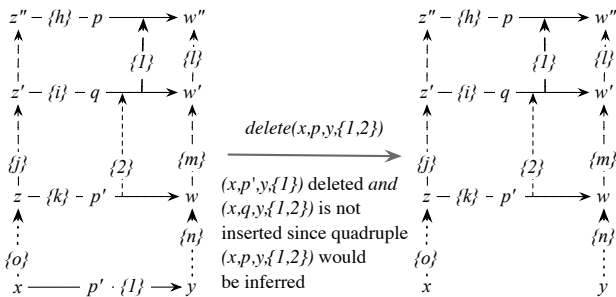 z″ – {h} – p w″ z″ – {h} – p w″
{1} {l} {1} {l}
z′ – {i} – q w′ z′ – {i} – q w′
delete(x,p,y,{1,2})
{j} {2} {m} {j} {2} {m}
(x,p',y,{1}) deleted and
z – {k} – p' w z – {k} – p' w
(x,q,y,{1,2}) is not
inserted since quadruple
{o} {n} {o} {n}
(x,p,y,{1,2}) would
be inferred
x p' · {1} y x y